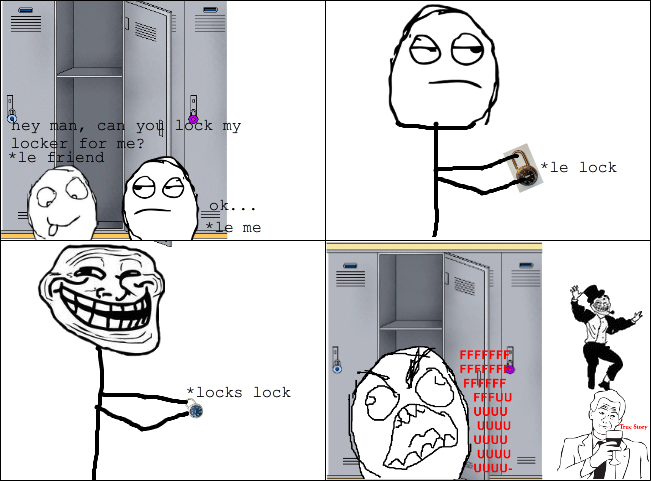 hey man, can you lock my
locker for me?
*le friend
ok...
*le me
*le lock
*locks lock
FFFFFFF
FFFFFFF
FFFFFF
FFFUU
UUUU
UUUU
UUUU
UUUU
UUUU-
True Story